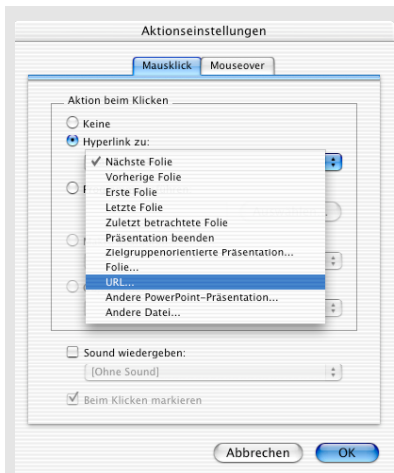 Aktionseinstellungen
Mausklick Mouseover
Aktion beim Klicken
Keine
Hyperlink zu:
Nächste Folie
Vorherige Folie
Erste Folie
Letzte Folie
Zuletzt betrachtete Folie
Präsentation beenden
Zielgruppenorientierte Präsentation...
Folie...
URL...
Andere PowerPoint-Präsentation...
Andere Datei...
Sound wiedergeben:
[Ohne Sound]
Beim Klicken markieren
Abbrechen OK